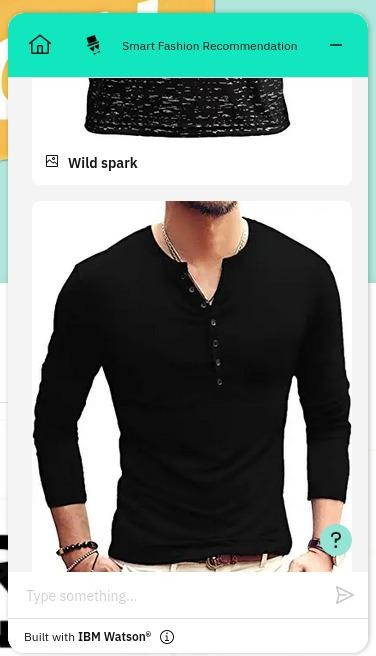 Smart Fashion Recommendation
Wild spark
?
Type something...
Built with IBM Watson®